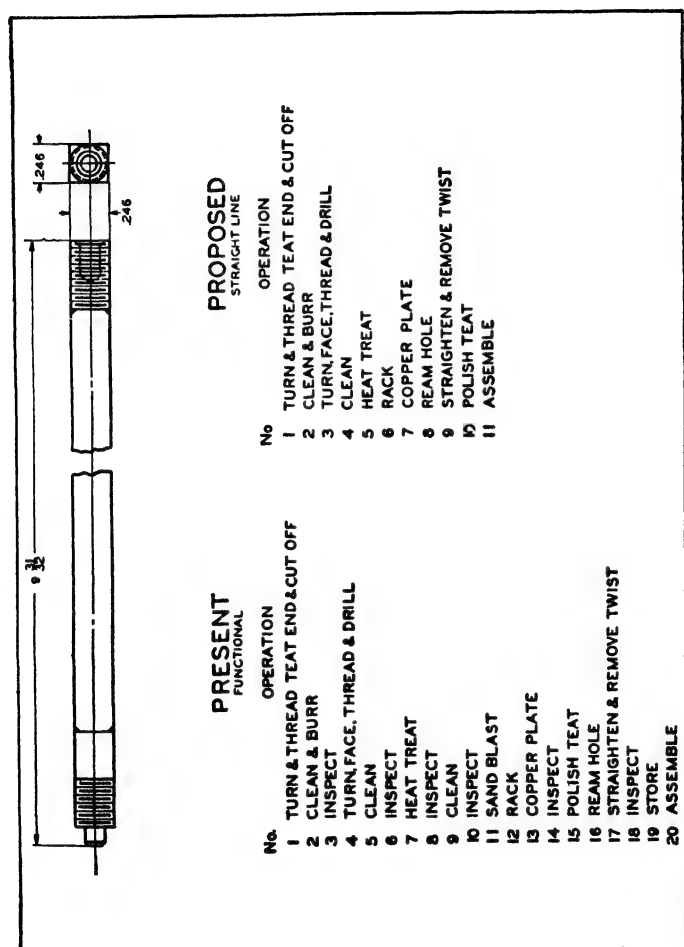 9 31/32
.246
.246
PRESENT
FUNCTIONAL
No. OPERATION
1 TURN & THREAD TEAT END & CUT OFF
2 CLEAN & BURR
3 INSPECT
4 TURN, FACE, THREAD & DRILL
5 CLEAN
6 INSPECT
7 HEAT TREAT
8 INSPECT
9 CLEAN
10 INSPECT
11 SAND BLAST
12 RACK
13 COPPER PLATE
14 INSPECT
15 POLISH TEAT
16 REAM HOLE
17 STRAIGHTEN & REMOVE TWIST
18 INSPECT
19 STORE
20 ASSEMBLE
PROPOSED
STRAIGHT LINE
No OPERATION
1 TURN & THREAD TEAT END & CUT OFF
2 CLEAN & BURR
3 TURN, FACE, THREAD & DRILL
4 CLEAN
5 HEAT TREAT
6 RACK
7 COPPER PLATE
8 REAM HOLE
9 STRAIGHTEN & REMOVE TWIST
10 POLISH TEAT
11 ASSEMBLE